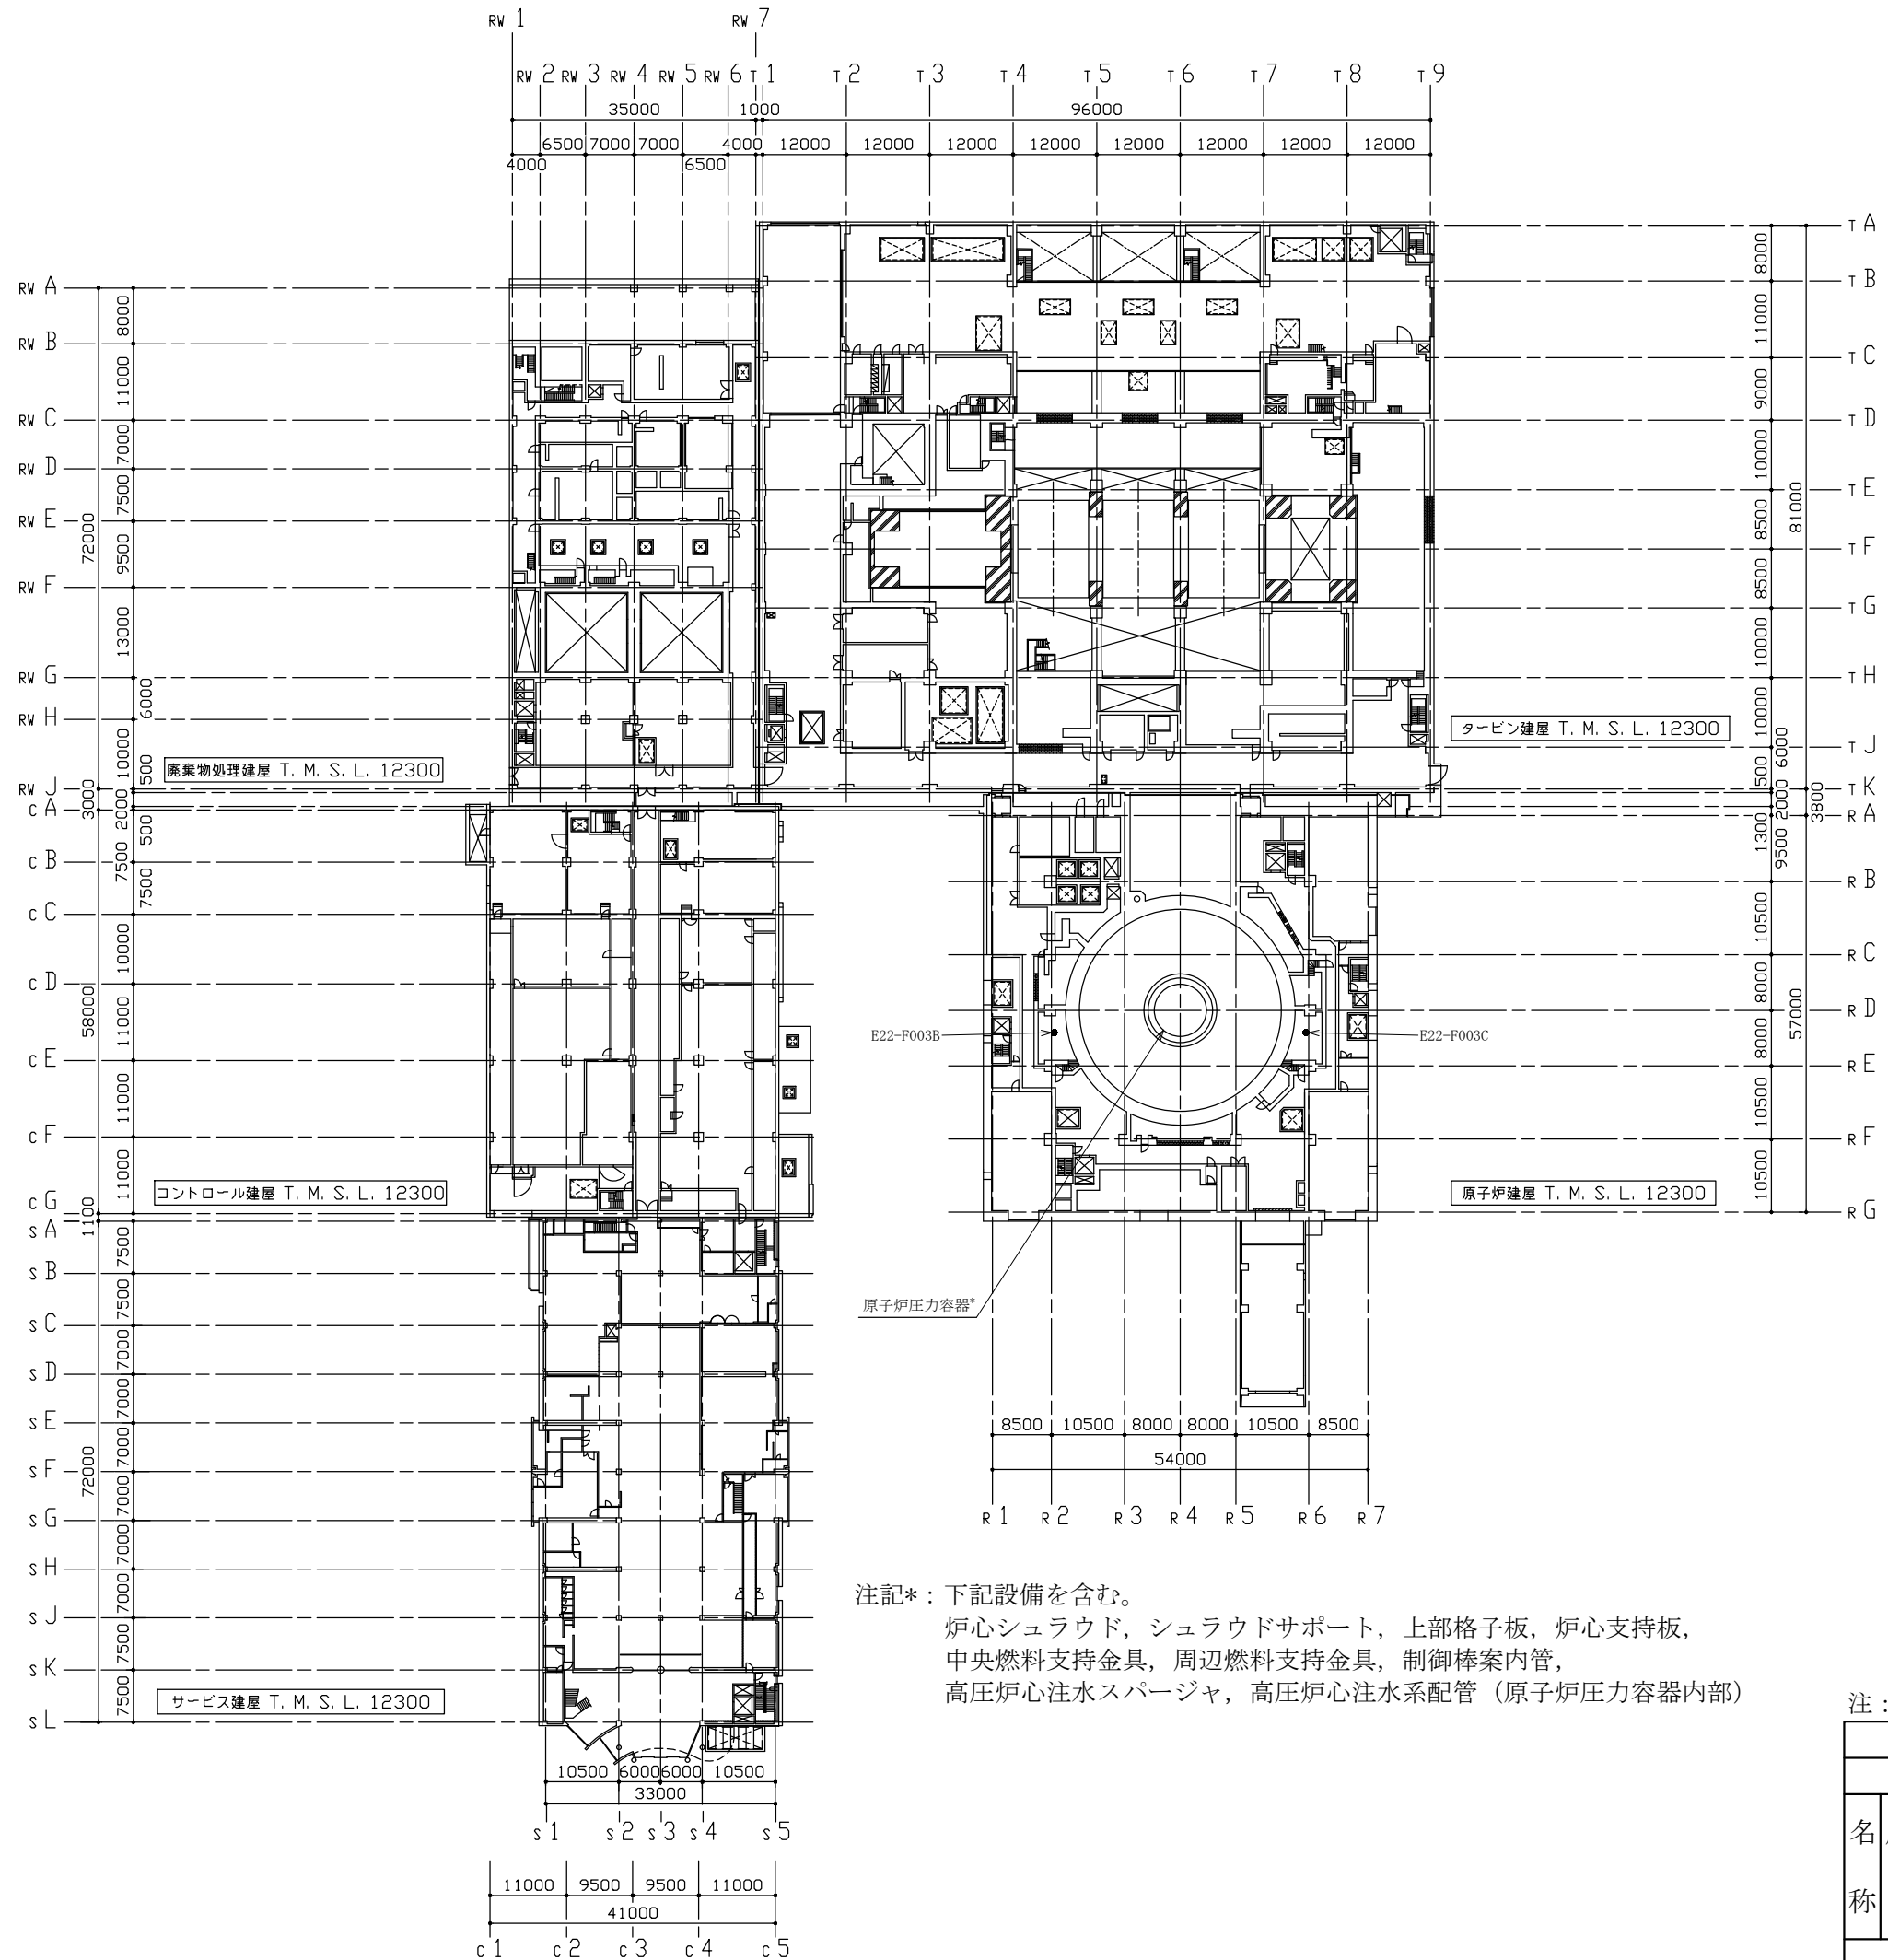 RW 1
RW 7
RW 2 RW 3 RW 4 RW 5 RW 6 T 1 T 2 T 3 T 4 T 5 T 6 T 7 T 8 T 9
35000 1000 96000
6500 7000 7000 4000 12000 12000 12000 12000 12000 12000 12000 12000
4000 6500
RW A
RW B
RW C
RW D
RW E
RW F
RW G
RW H
RW J
8000
11000
7000
7500
9500
13000
6000
10000
500
72000
3000
2000
500
T A
T B
T C
T D
T E
T F
T G
T H
T J
T K
8000
11000
9000
10000
8500
8500
10000
10000
6000
500
81000
2000
3800
1300
廃棄物処理建屋 T. M. S. L. 12300
タービン建屋 T. M. S. L. 12300
C A
C B
C C
C D
C E
C F
C G
7500
7500
10000
11000
11000
11000
58000
1100
コントロール建屋 T. M. S. L. 12300
R A
R B
R C
R D
R E
R F
R G
9500
10500
8000
8000
10500
10500
57000
E22-F003B
E22-F003C
原子炉建屋 T. M. S. L. 12300
原子炉圧力容器*
8500 10500 8000 8000 10500 8500
54000
R 1 R 2 R 3 R 4 R 5 R 6 R 7
S A
S B
S C
S D
S E
S F
S G
S H
S J
S K
S L
7500
7500
7000
7000
7000
7000
7000
7000
7500
7500
72000
サービス建屋 T. M. S. L. 12300
注記*：下記設備を含む。
炉心シュラウド，シュラウドサポート，上部格子板，炉心支持板，
中央燃料支持金具，周辺燃料支持金具，制御棒案内管，
高圧炉心注水スパージャ，高圧炉心注水系配管（原子炉圧力容器内部）
10500 6000 6000 10500
33000
S 1 S 2 S 3 S 4 S 5
11000 9500 9500 11000
41000
C 1 C 2 C 3 C 4 C 5
注：
名
称